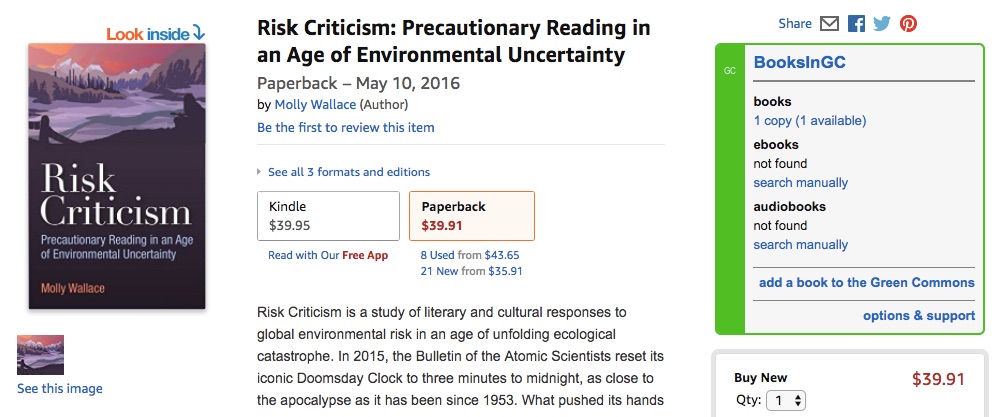 Look inside
Risk Criticism
Precautionary Reading in an Age
of Environmental Uncertainty
Molly Wallace
See this image
Risk Criticism: Precautionary Reading in
an Age of Environmental Uncertainty
Paperback – May 10, 2016
by Molly Wallace (Author)
Be the first to review this item
See all 3 formats and editions
Kindle
$39.95
Paperback
$39.91
Read with Our Free App
8 Used from $43.65
21 New from $35.91
Risk Criticism is a study of literary and cultural responses to
global environmental risk in an age of unfolding ecological
catastrophe. In 2015, the Bulletin of the Atomic Scientists reset its
iconic Doomsday Clock to three minutes to midnight, as close to
the apocalypse as it has been since 1953. What pushed its hands
Share
GC
BooksInGC
books
1 copy (1 available)
ebooks
not found
search manually
audiobooks
not found
search manually
add a book to the Green Commons
options & support
Buy New
$39.91
Qty: 1